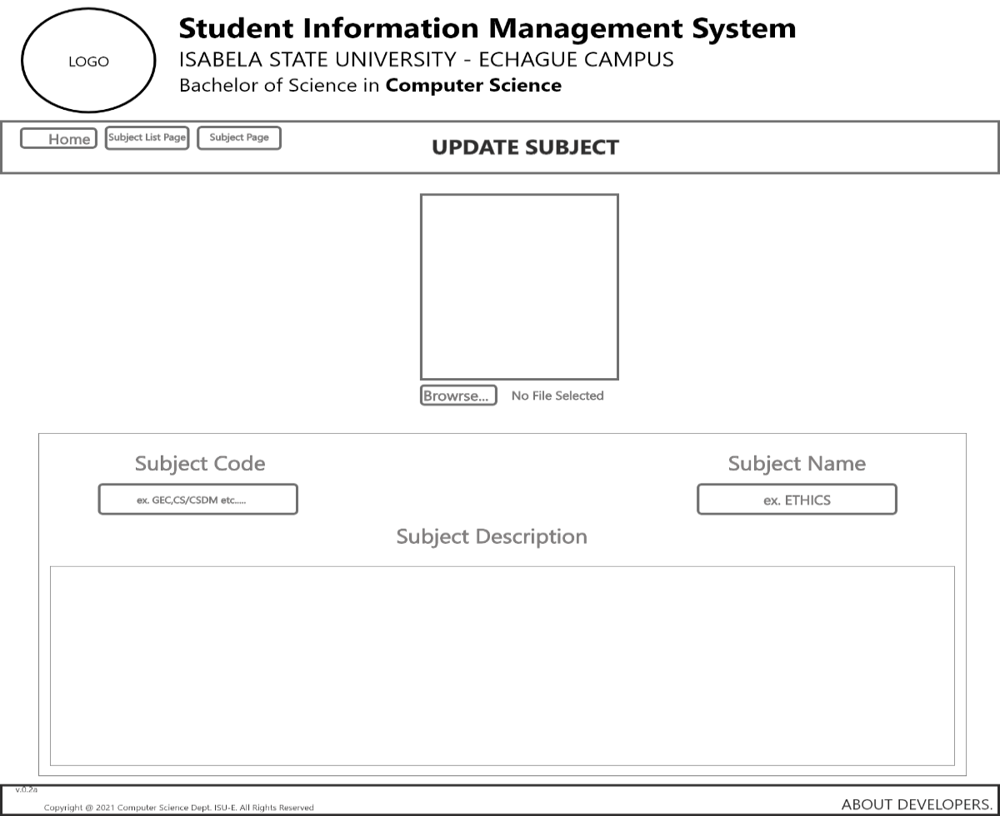 LOGO
Student Information Management System
ISABELA STATE UNIVERSITY - ECHAGUE CAMPUS
Bachelor of Science in Computer Science
Home
Subject List Page
Subject Page
UPDATE SUBJECT
Browrse...
No File Selected
Subject Code
Subject Name
ex. GEC,CS/CSDM etc.....
ex. ETHICS
Subject Description
v.0.2a
Copyright @ 2021 Computer Science Dept. ISU-E. All Rights Reserved
ABOUT DEVELOPERS.